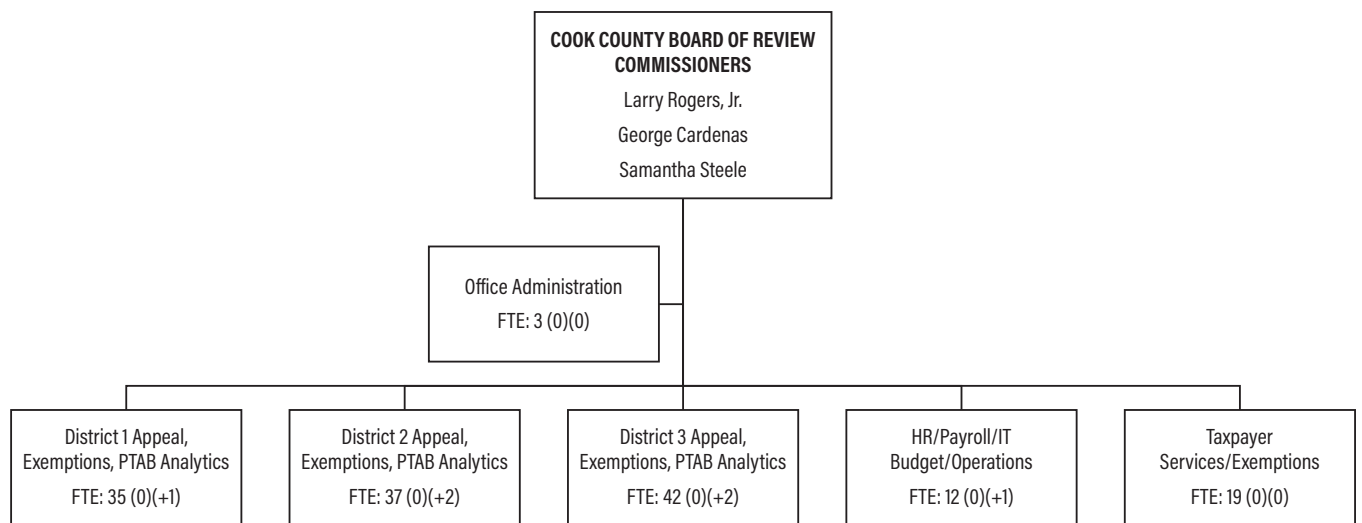 COOK COUNTY BOARD OF REVIEW
COMMISSIONERS
Larry Rogers, Jr.
George Cardenas
Samantha Steele
Office Administration
FTE: 3 (0)(0)
District 1 Appeal,
Exemptions, PTAB Analytics
FTE: 35 (0)(+1)
District 2 Appeal,
Exemptions, PTAB Analytics
FTE: 37 (0)(+2)
District 3 Appeal,
Exemptions, PTAB Analytics
FTE: 42 (0)(+2)
HR/Payroll/IT
Budget/Operations
FTE: 12 (0)(+1)
Taxpayer
Services/Exemptions
FTE: 19 (0)(0)